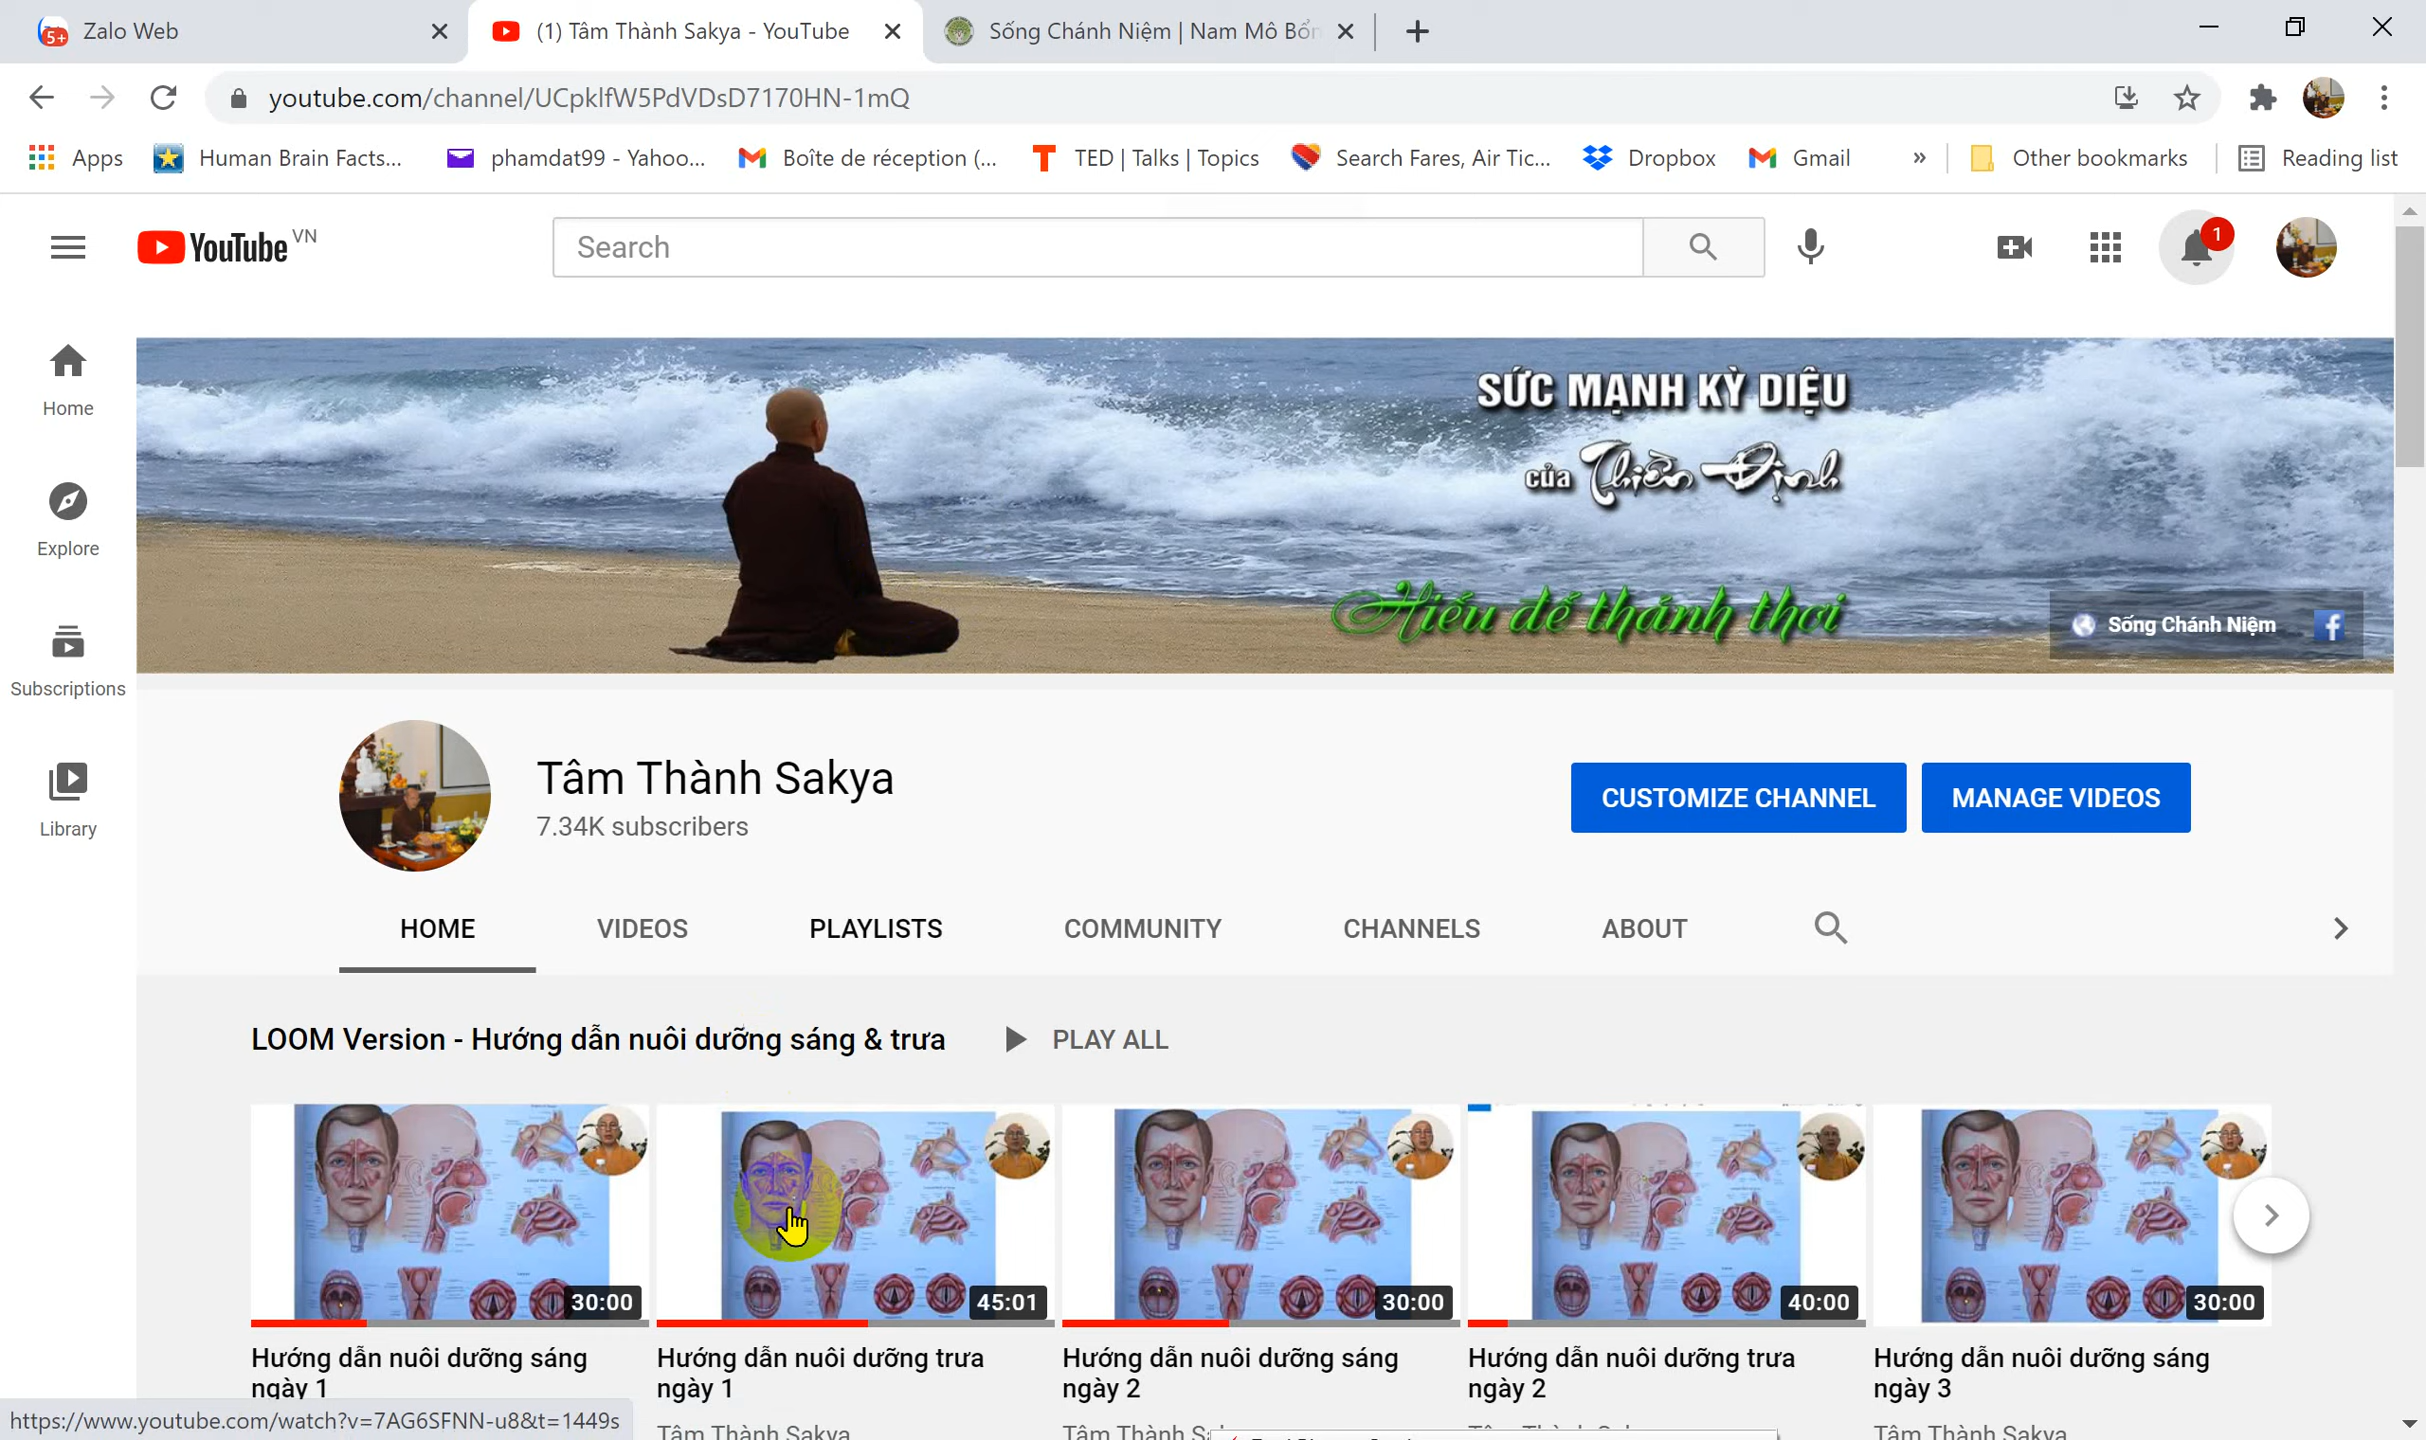 Zalo Web
(1) Tâm Thành Sakya - YouTube
Sống Chánh Niệm | Nam Mô Bổn
youtube.com/channel/UCpklfW5PdVDsD7170HN-1mQ
Apps
Human Brain Facts...
phamdat99 - Yahoo...
Boîte de réception (...
TED | Talks | Topics
Search Fares, Air Tic...
Dropbox
Gmail
»
Other bookmarks
Reading list
YouTube VN
Search
1
Home
Explore
Subscriptions
Library
SỨC MẠNH KỲ DIỆU
của Thiền Định
Hiểu để thảnh thơi
Sống Chánh Niệm
Tâm Thành Sakya
7.34K subscribers
CUSTOMIZE CHANNEL
MANAGE VIDEOS
HOME
VIDEOS
PLAYLISTS
COMMUNITY
CHANNELS
ABOUT
LOOM Version - Hướng dẫn nuôi dưỡng sáng & trưa
PLAY ALL
30:00
45:01
30:00
40:00
30:00
Hướng dẫn nuôi dưỡng sáng
ngày 1
Hướng dẫn nuôi dưỡng trưa
ngày 1
Hướng dẫn nuôi dưỡng sáng
ngày 2
Hướng dẫn nuôi dưỡng trưa
ngày 2
Hướng dẫn nuôi dưỡng sáng
ngày 3
https://www.youtube.com/watch?v=7AG6SFNN-u8&t=1449s
Tâm Thành Sakya
Tâm Thành
Tâm Thành
Tâm Thành Sakya